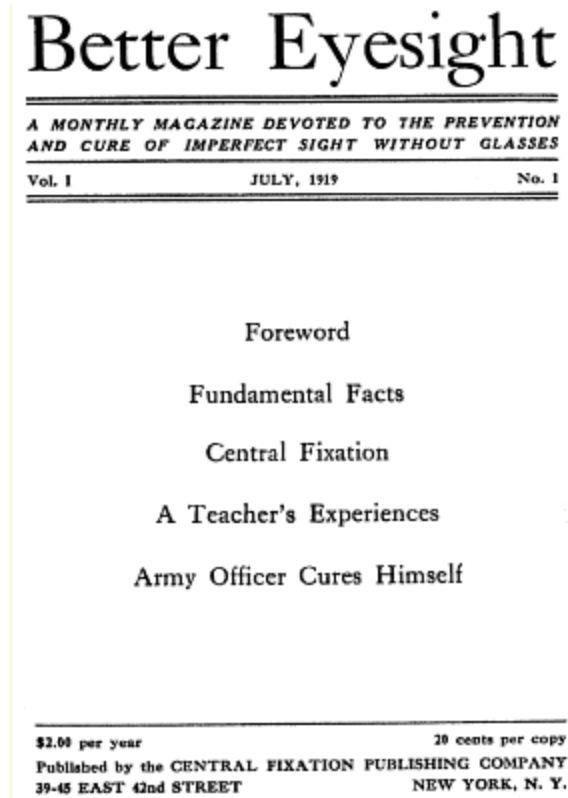 Better Eyesight
A MONTHLY MAGAZINE DEVOTED TO THE PREVENTION
AND CURE OF IMPERFECT SIGHT WITHOUT GLASSES
Vol. I JULY, 1919 No. 1
Foreword
Fundamental Facts
Central Fixation
A Teacher's Experiences
Army Officer Cures Himself
$2.00 per year 20 cents per copy
Published by the CENTRAL FIXATION PUBLISHING COMPANY
39-45 EAST 42nd STREET NEW YORK, N. Y.